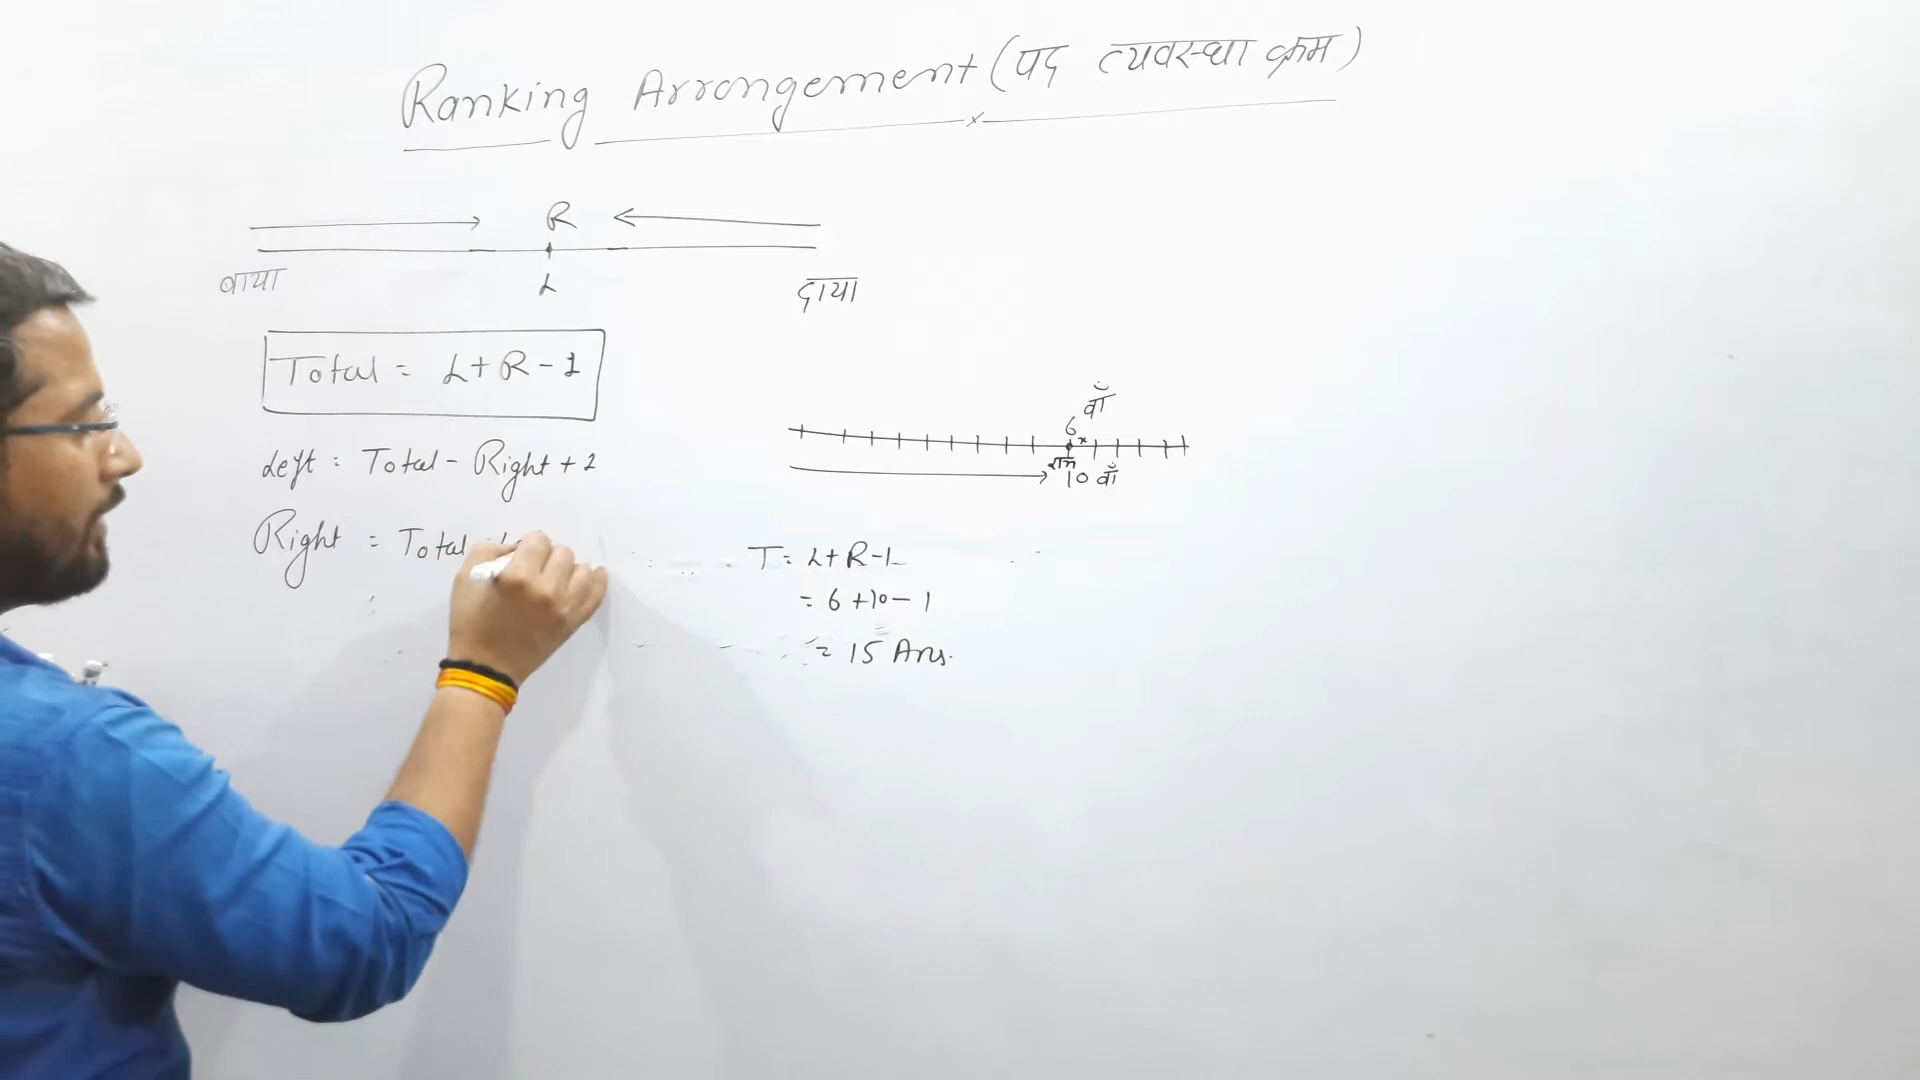 Ranking Arrangement (पद व्यवस्था क्रम)
R
बाया
L
दाया
Total = L + R - 1
Left = Total - Right + 1
Right = Total
6 वाँ
राम
10 वाँ
T = L + R - 1
= 6 + 10 - 1
= 15 Ans.